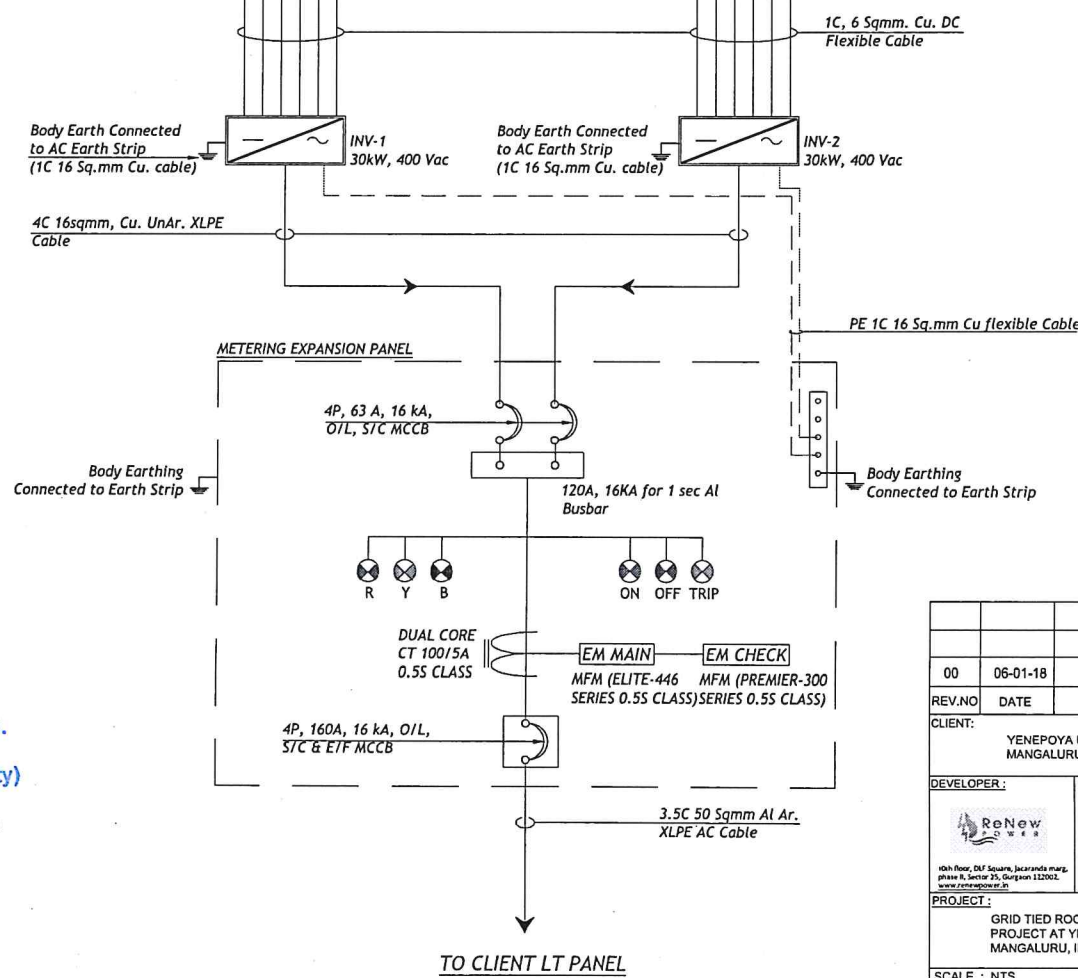 1C, 6 Sqmm. Cu. DC
Flexible Cable
Body Earth Connected
to AC Earth Strip
(1C 16 Sq.mm Cu. cable)
INV-1
30kW, 400 Vac
Body Earth Connected
to AC Earth Strip
(1C 16 Sq.mm Cu. cable)
INV-2
30kW, 400 Vac
4C 16sqmm, Cu. UnAr. XLPE
Cable
PE 1C 16 Sq.mm Cu flexible Cable
METERING EXPANSION PANEL
4P, 63 A, 16 kA,
O/L, S/C MCCB
Body Earthing
Connected to Earth Strip
Body Earthing
Connected to Earth Strip
120A, 16KA for 1 sec Al
Busbar
R Y B
ON OFF TRIP
DUAL CORE
CT 100/5A
0.5S CLASS
EM MAIN
EM CHECK
MFM (ELITE-446
SERIES 0.5S CLASS)
MFM (PREMIER-300
SERIES 0.5S CLASS)
4P, 160A, 16 kA, O/L,
S/C & E/F MCCB
3.5C 50 Sqmm Al Ar.
XLPE AC Cable
TO CLIENT LT PANEL
00 06-01-18
REV.NO DATE
CLIENT:
YENEPOYA
MANGALURU
DEVELOPER :
ReNew
POWER
10th floor, DLF Square, Jacaranda marg,
phase II, Sector 25, Gurgaon 122002.
www.renewpower.in
PROJECT :
GRID TIED
PROJECT AT
MANGALURU,
SCALE : NTS